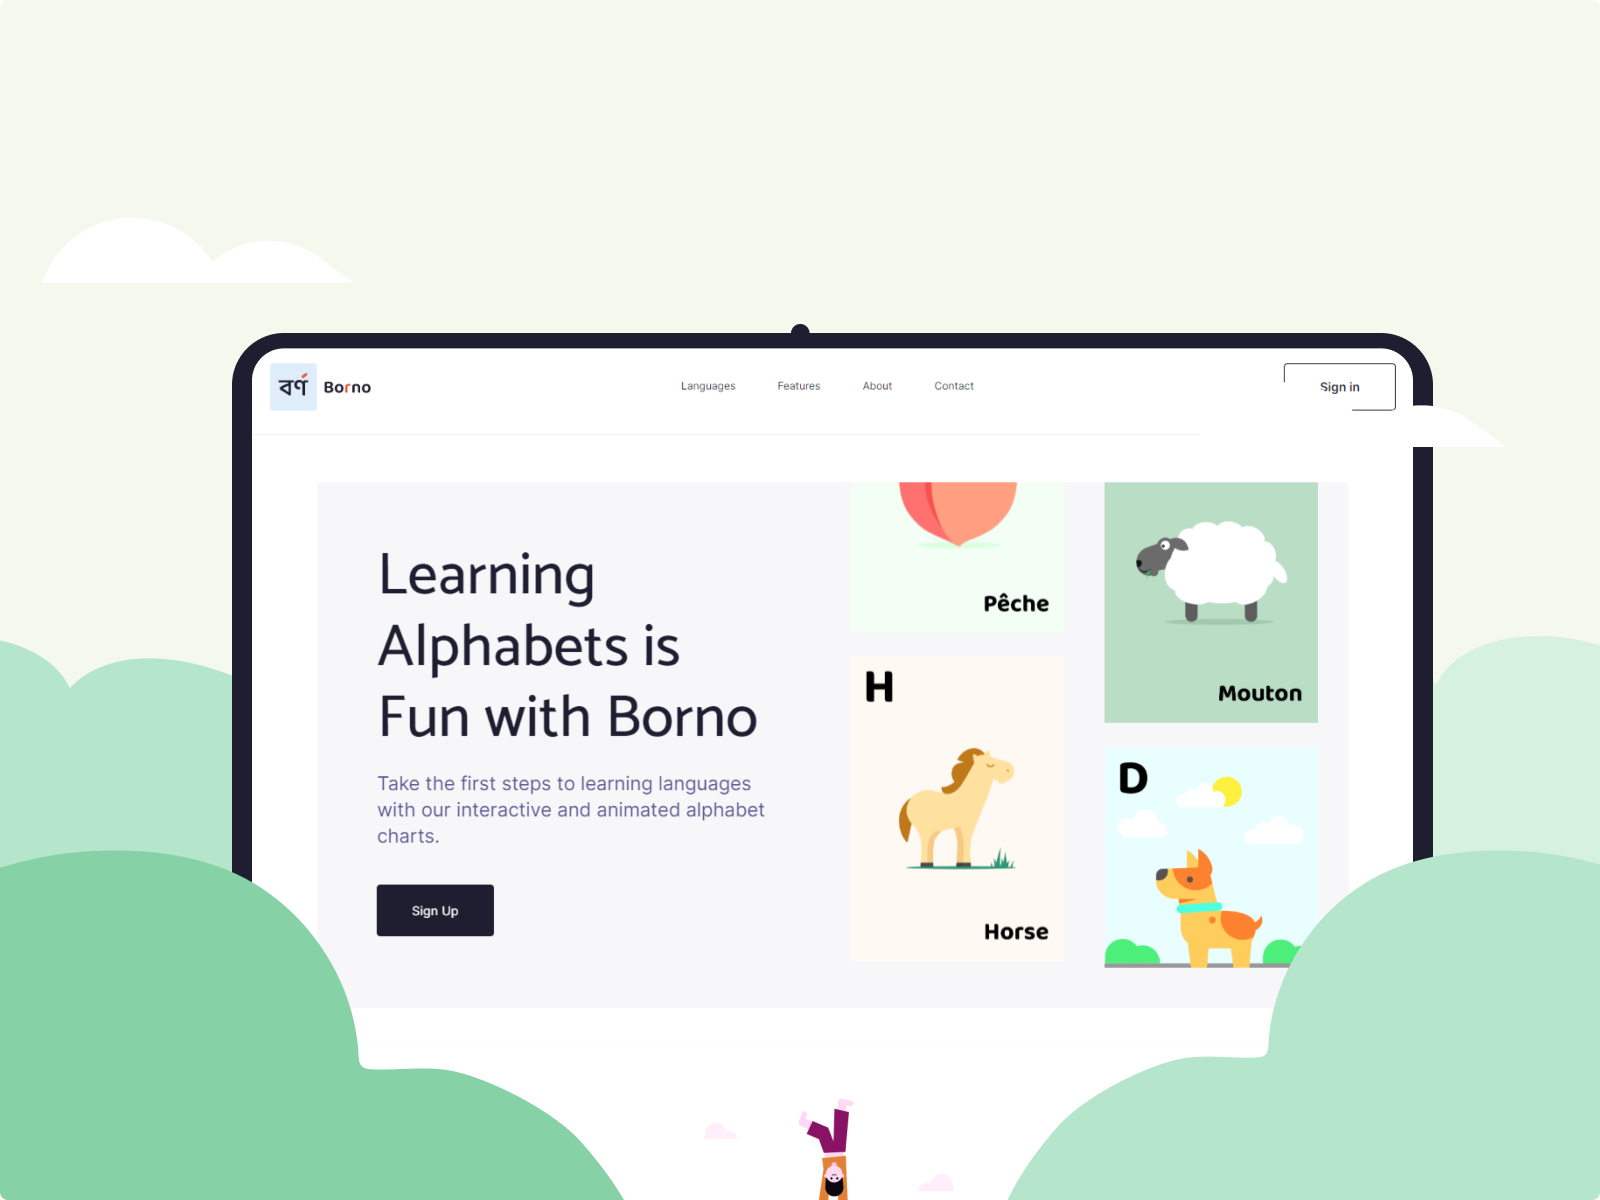 বর্ণ Borno
Languages Features About Contact
Sign in
Learning
Alphabets is
Fun with Borno
Take the first steps to learning languages
with our interactive and animated alphabet
charts.
Sign Up
Pêche
H
Horse
Mouton
D